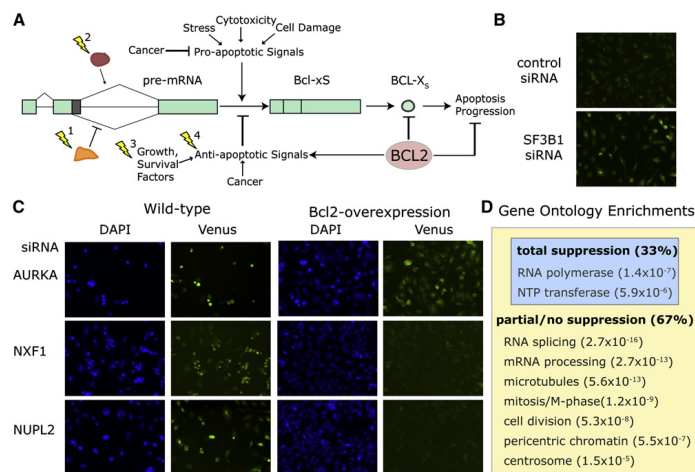 A
Stress
Cytotoxicity
Cell Damage
Cancer
Pro-apoptotic Signals
2
pre-mRNA
Bcl-xS
BCL-Xs
Apoptosis
Progression
1
3
4
Growth,
Survival
Factors
Anti-apoptotic Signals
Cancer
BCL2
B
control
siRNA
SF3B1
siRNA
C
Wild-type
Bcl2-overexpression
siRNA
DAPI
Venus
DAPI
Venus
AURKA
NXF1
NUPL2
D
Gene Ontology Enrichments
total suppression (33%)
RNA polymerase (1.4x10⁻⁷)
NTP transferase (5.9x10⁻⁶)
partial/no suppression (67%)
RNA splicing (2.7x10⁻¹⁶)
mRNA processing (2.7x10⁻¹³)
microtubules (5.6x10⁻¹³)
mitosis/M-phase(1.2x10⁻⁹)
cell division (5.3x10⁻⁸)
pericentric chromatin (5.5x10⁻⁷)
centrosome (1.5x10⁻⁵)